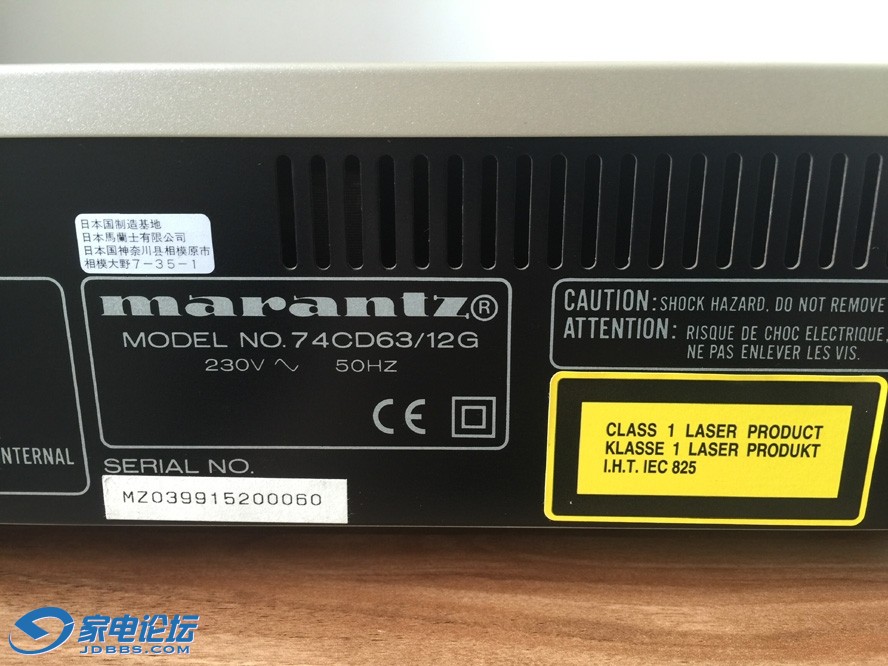 日本国制造基地
日本馬蘭士有限公司
日本国神奈川县相模原市
相模大野7-35-1
marantz®
MODEL NO. 74CD63/12G
230V ~ 50HZ
CE
SERIAL NO.
MZ039915200060
NTERNAL
CAUTION: SHOCK HAZARD. DO NOT REMOVE
ATTENTION: RISQUE DE CHOC ELECTRIQUE,
NE PAS ENLEVER LES VIS.
CLASS 1 LASER PRODUCT
KLASSE 1 LASER PRODUKT
I.H.T. IEC 825
家电论坛
JDBBS.COM